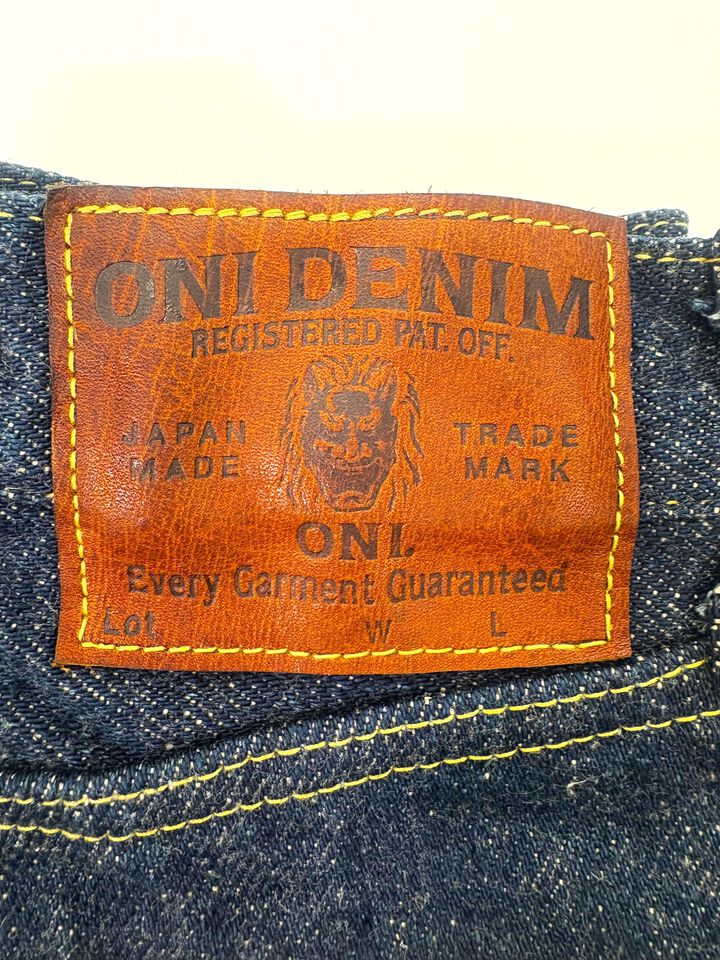 ONI DENIM
REGISTERED PAT. OFF.
JAPAN MADE
TRADE MARK
ONI.
Every Garment Guaranteed
Lot W L